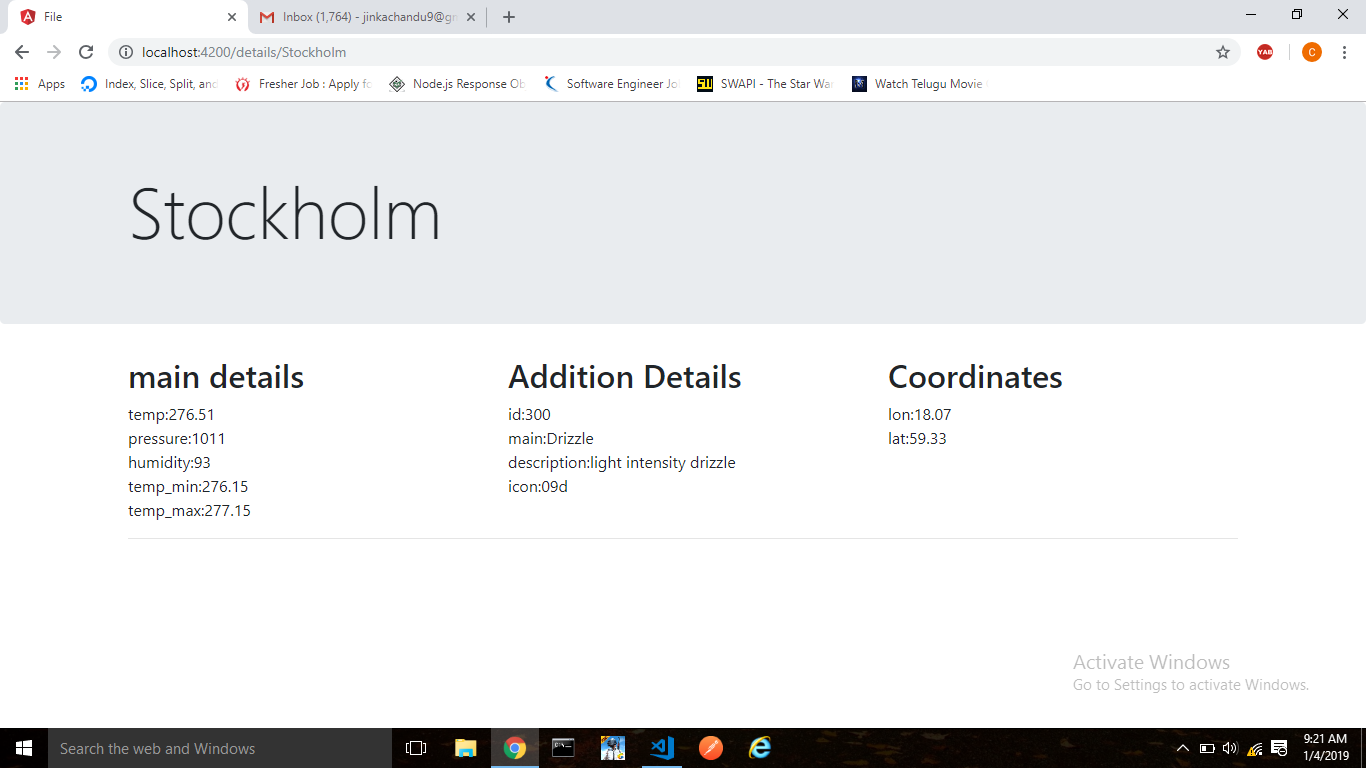 File
Inbox (1,764) - jinkachandu9@gm
localhost:4200/details/Stockholm
YAB
C
Apps
Index, Slice, Split, and
Fresher Job : Apply fo
Node.js Response Ob
Software Engineer Jo
SWAPI - The Star War
Watch Telugu Movie
Stockholm
main details
temp:276.51
pressure:1011
humidity:93
temp_min:276.15
temp_max:277.15
Addition Details
id:300
main:Drizzle
description:light intensity drizzle
icon:09d
Coordinates
lon:18.07
lat:59.33
Activate Windows
Go to Settings to activate Windows.
Search the web and Windows
9:21 AM
1/4/2019